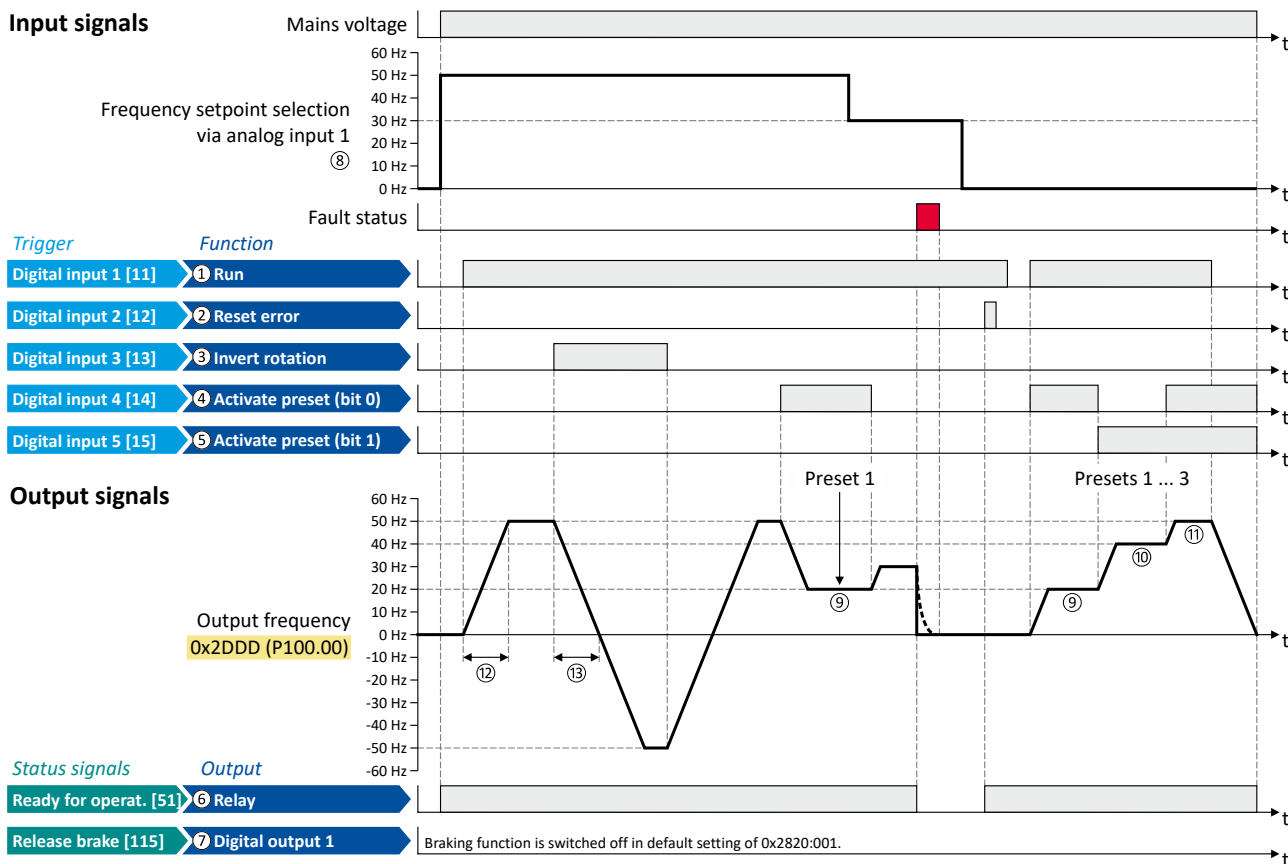 Input signals
Mains voltage
t
60 Hz
50 Hz
40 Hz
30 Hz
20 Hz
10 Hz
0 Hz
Frequency setpoint selection
via analog input 1
⑧
t
Fault status
t
Trigger Function
Digital input 1 [11] ① Run
t
Digital input 2 [12] ② Reset error
t
Digital input 3 [13] ③ Invert rotation
t
Digital input 4 [14] ④ Activate preset (bit 0)
t
Digital input 5 [15] ⑤ Activate preset (bit 1)
t
Output signals
Preset 1
Presets 1 ... 3
60 Hz
50 Hz
40 Hz
30 Hz
20 Hz
10 Hz
0 Hz
-10 Hz
-20 Hz
-30 Hz
-40 Hz
-50 Hz
-60 Hz
Output frequency
0x2DDD (P100.00)
⑨
⑨
⑩
⑪
⑫
⑬
t
Status signals Output
Ready for operat. [51] ⑥ Relay
t
Release brake [115] ⑦ Digital output 1
Braking function is switched off in default setting of 0x2820:001.
t